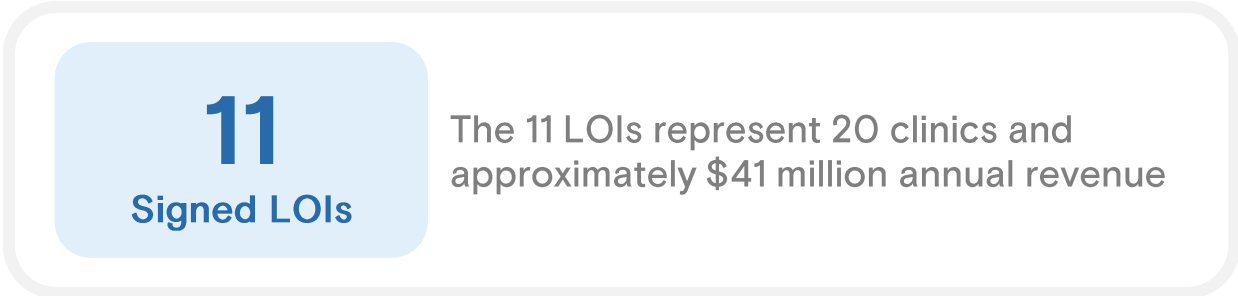 11
Signed LOIs
The 11 LOIs represent 20 clinics and
approximately $41 million annual revenue